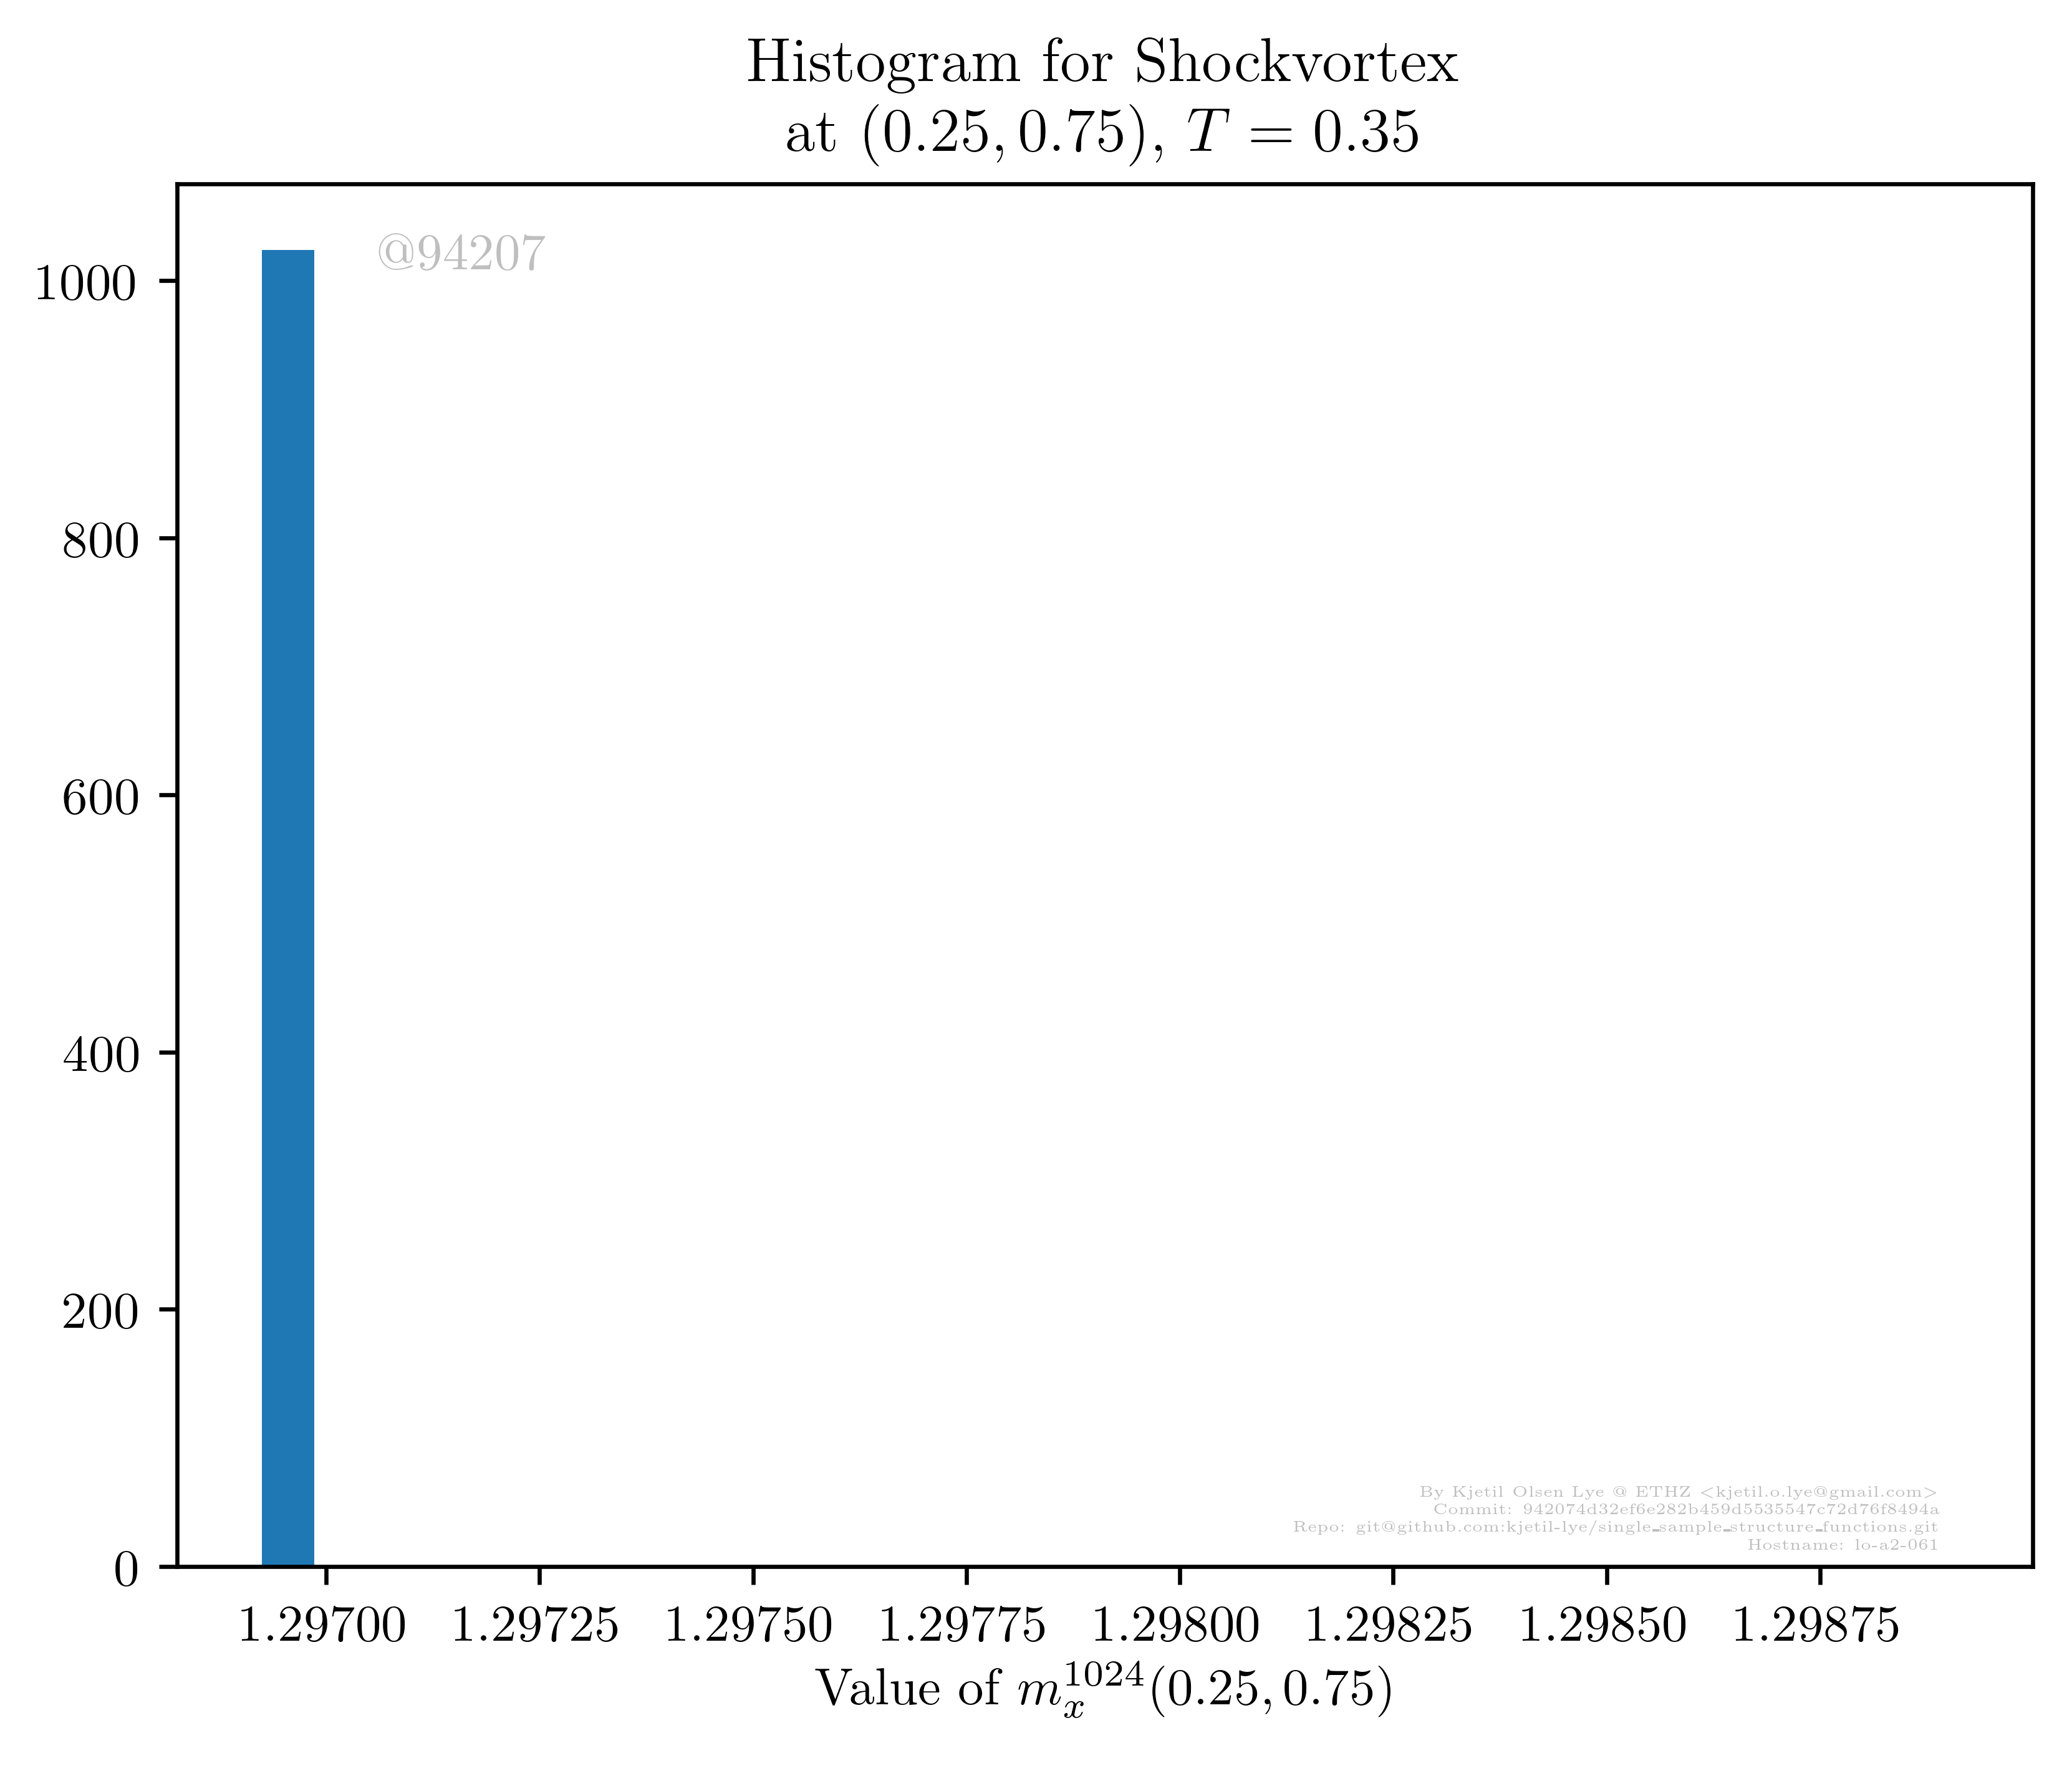 Histogram for Shockvortex
at (0.25, 0.75), T = 0.35
@94207
1000
800
600
400
200
0
By Kjetil Olsen Lye @ ETHZ <kjetil.o.lye@gmail.com>
Commit: 942074d32ef6e282b459d5535547c72d76f8494a
Repo: git@github.com:kjetil-lye/single_sample_structure_functions.git
Hostname: lo-a2-061
1.29700 1.29725 1.29750 1.29775 1.29800 1.29825 1.29850 1.29875
Value of $m_x^{1024}(0.25, 0.75)$